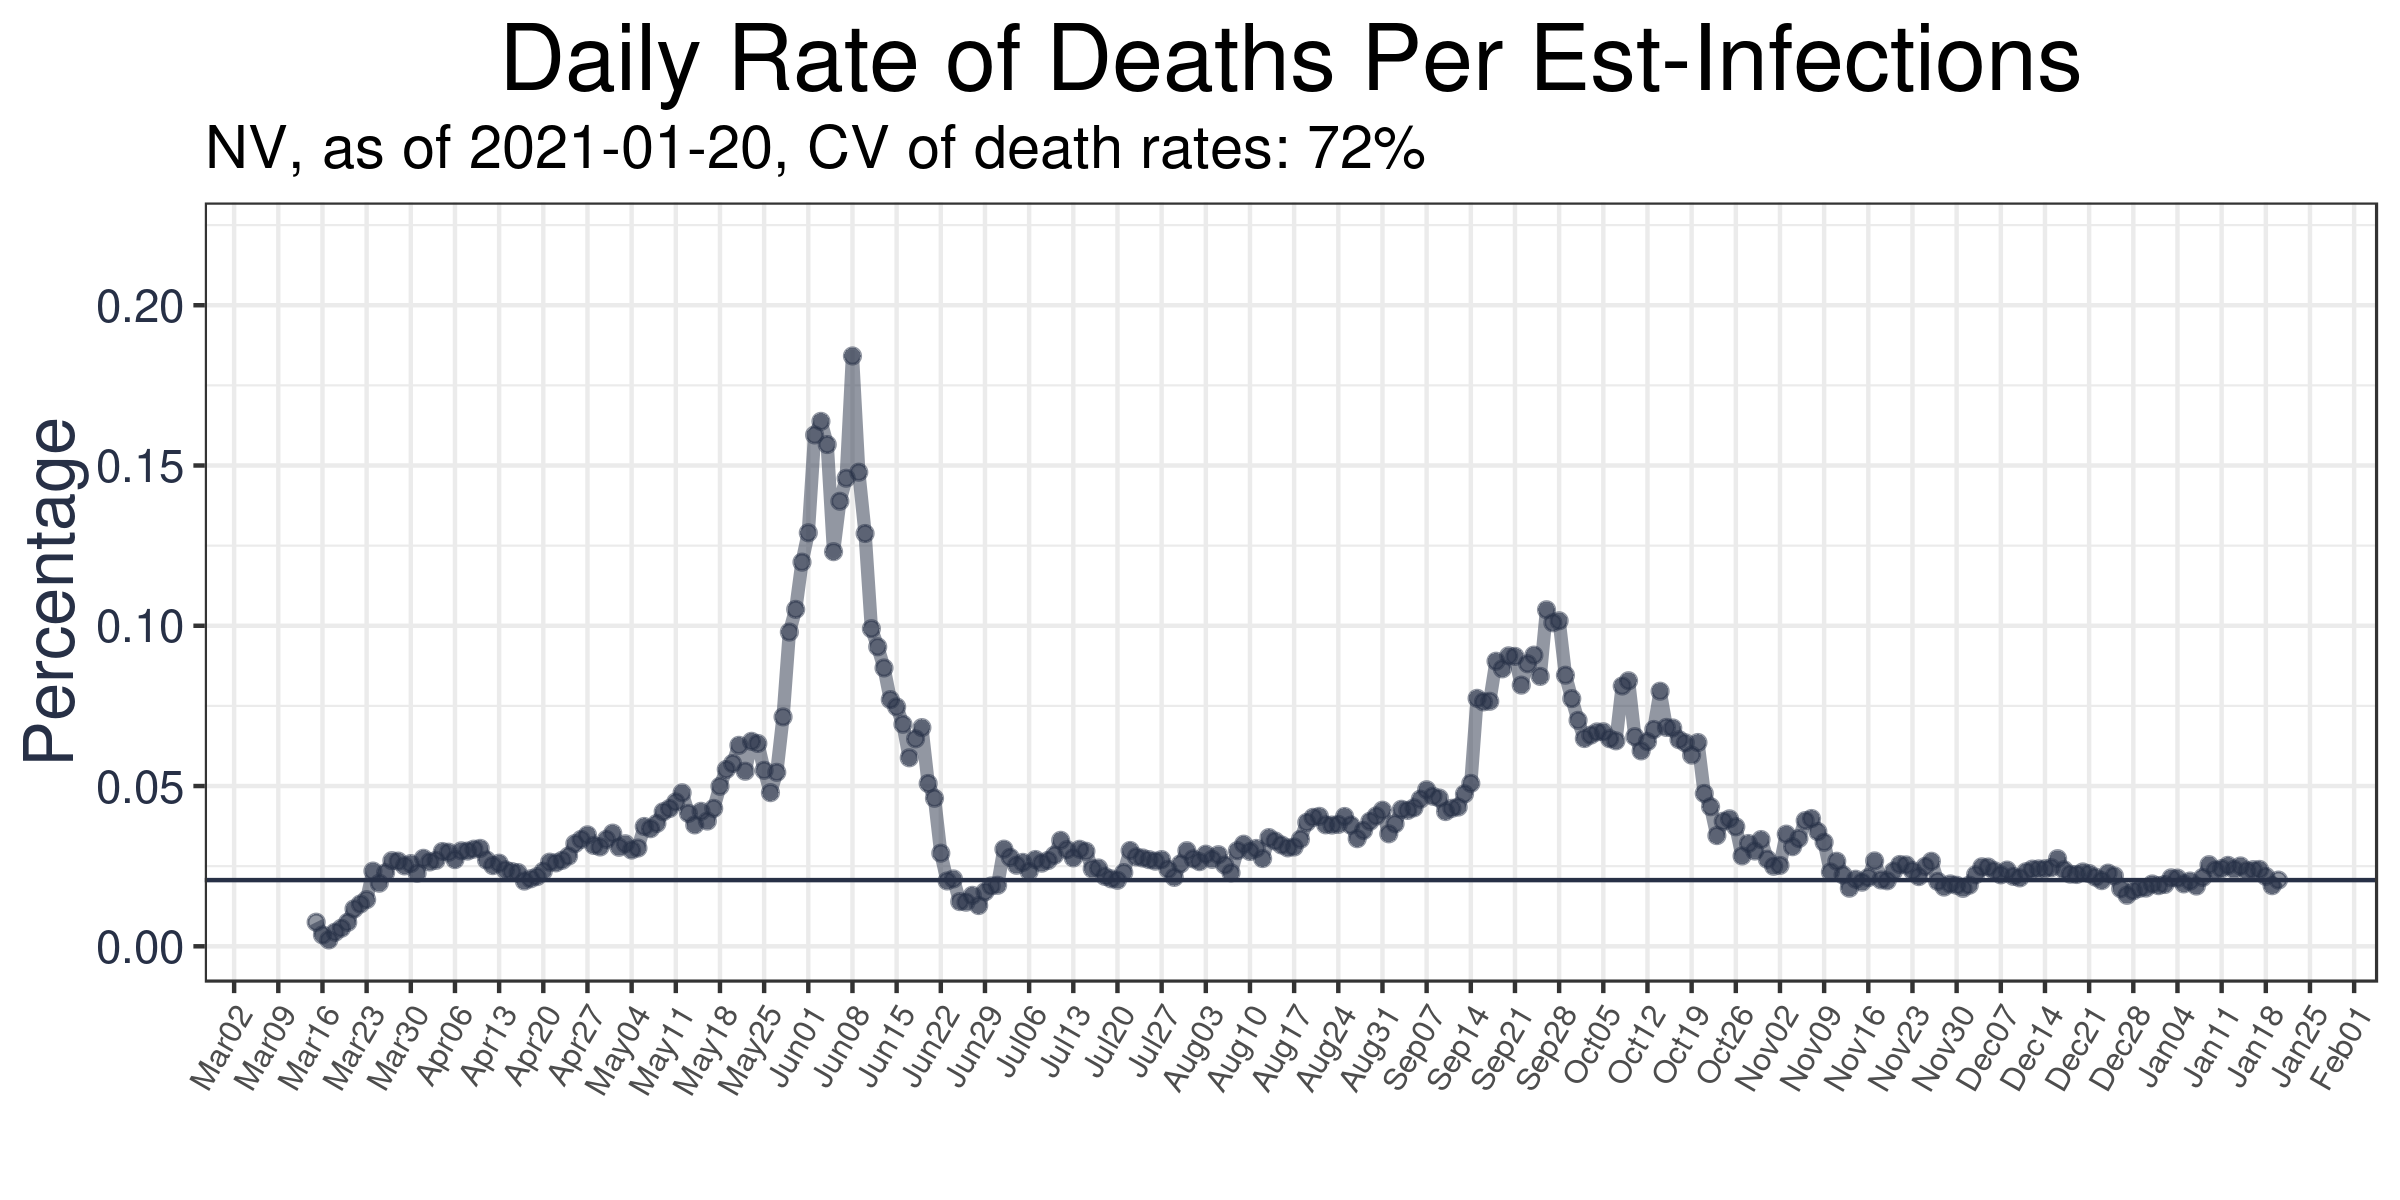 Daily Rate of Deaths Per Est-Infections
NV, as of 2021-01-20, CV of death rates: 72%
Percentage
0.20
0.15
0.10
0.05
0.00
Mar02
Mar09
Mar16
Mar23
Mar30
Apr06
Apr13
Apr20
Apr27
May04
May11
May18
May25
Jun01
Jun08
Jun15
Jun22
Jun29
Jul06
Jul13
Jul20
Jul27
Aug03
Aug10
Aug17
Aug24
Aug31
Sep07
Sep14
Sep21
Sep28
Oct05
Oct12
Oct19
Oct26
Nov02
Nov09
Nov16
Nov23
Nov30
Dec07
Dec14
Dec21
Dec28
Jan04
Jan11
Jan18
Jan25
Feb01